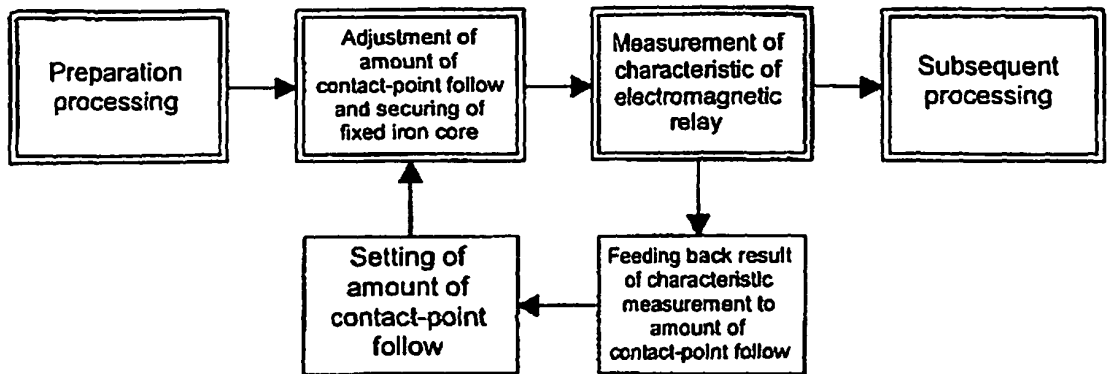 Preparation
processing
Adjustment of
amount of
contact-point follow
and securing of
fixed iron core
Measurement of
characteristic of
electromagnetic
relay
Subsequent
processing
Setting of
amount of
contact-point
follow
Feeding back result
of characteristic
measurement to
amount of
contact-point follow